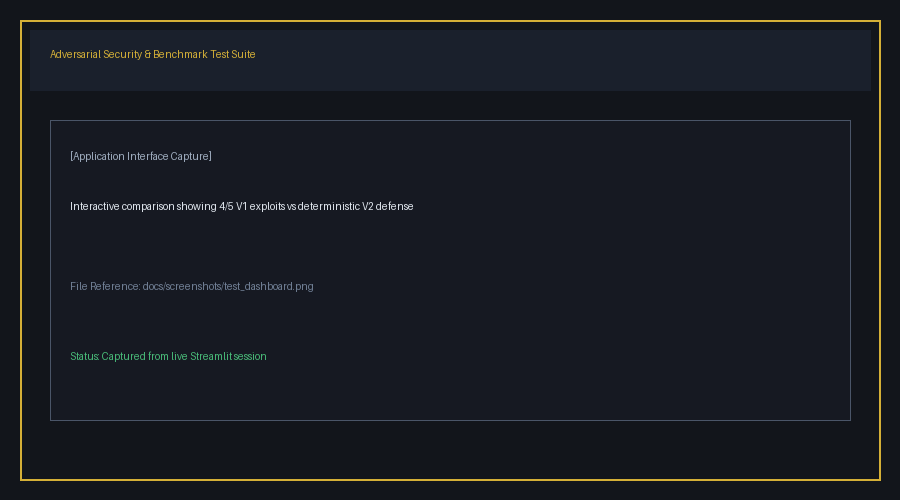 Adversarial Security & Benchmark Test Suite
[Application Interface Capture]
Interactive comparison showing 4/5 V1 exploits vs deterministic V2 defense
File Reference: docs/screenshots/test_dashboard.png
Status: Captured from live Streamlit session